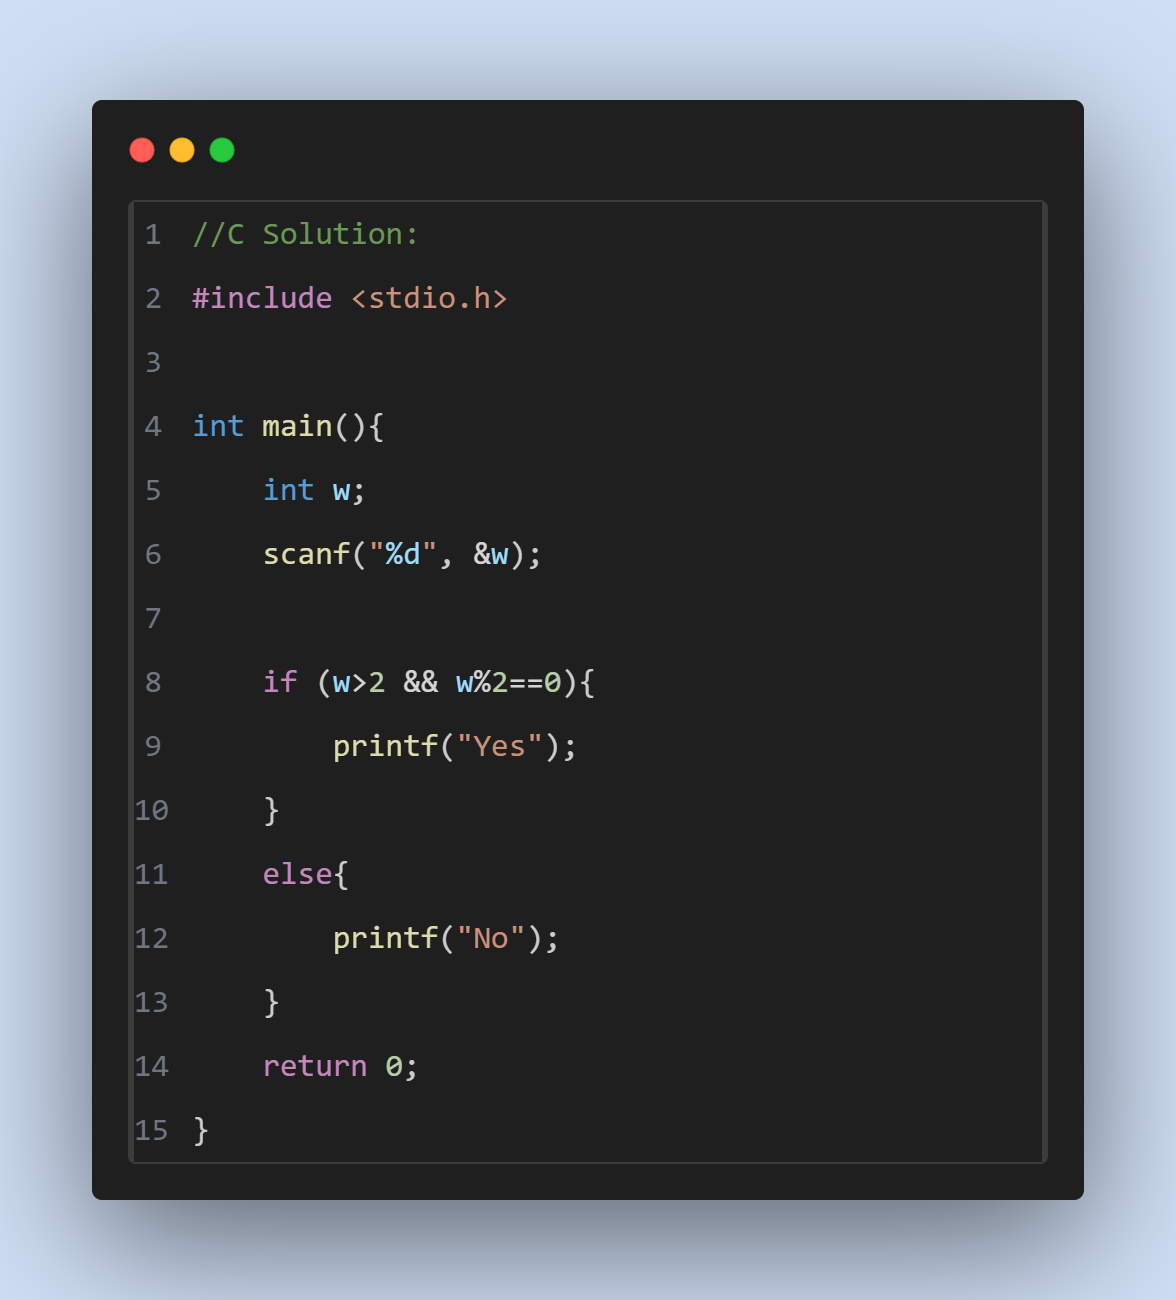 1 //C Solution:
2 #include <stdio.h>
3
4 int main(){
5     int w;
6     scanf("%d", &w);
7
8     if (w>2 && w%2==0){
9         printf("Yes");
10     }
11     else{
12         printf("No");
13     }
14     return 0;
15 }